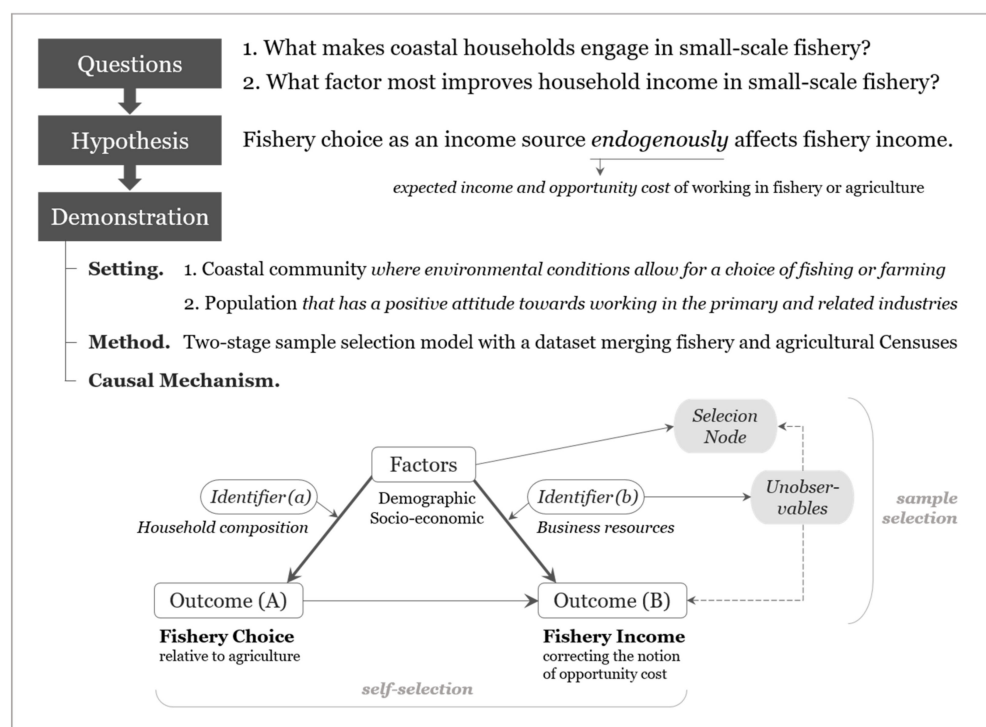 Questions
1. What makes coastal households engage in small-scale fishery?
2. What factor most improves household income in small-scale fishery?
Hypothesis
Fishery choice as an income source endogenously affects fishery income.
expected income and opportunity cost of working in fishery or agriculture
Demonstration
Setting. 1. Coastal community where environmental conditions allow for a choice of fishing or farming
2. Population that has a positive attitude towards working in the primary and related industries
Method. Two-stage sample selection model with a dataset merging fishery and agricultural Censuses
Causal Mechanism.
Selecion
Node
Factors
Demographic
Socio-economic
Identifier (a)
Household composition
Identifier (b)
Business resources
Unobser-
vables
sample
selection
Outcome (A)
Fishery Choice
relative to agriculture
Outcome (B)
Fishery Income
correcting the notion
of opportunity cost
self-selection